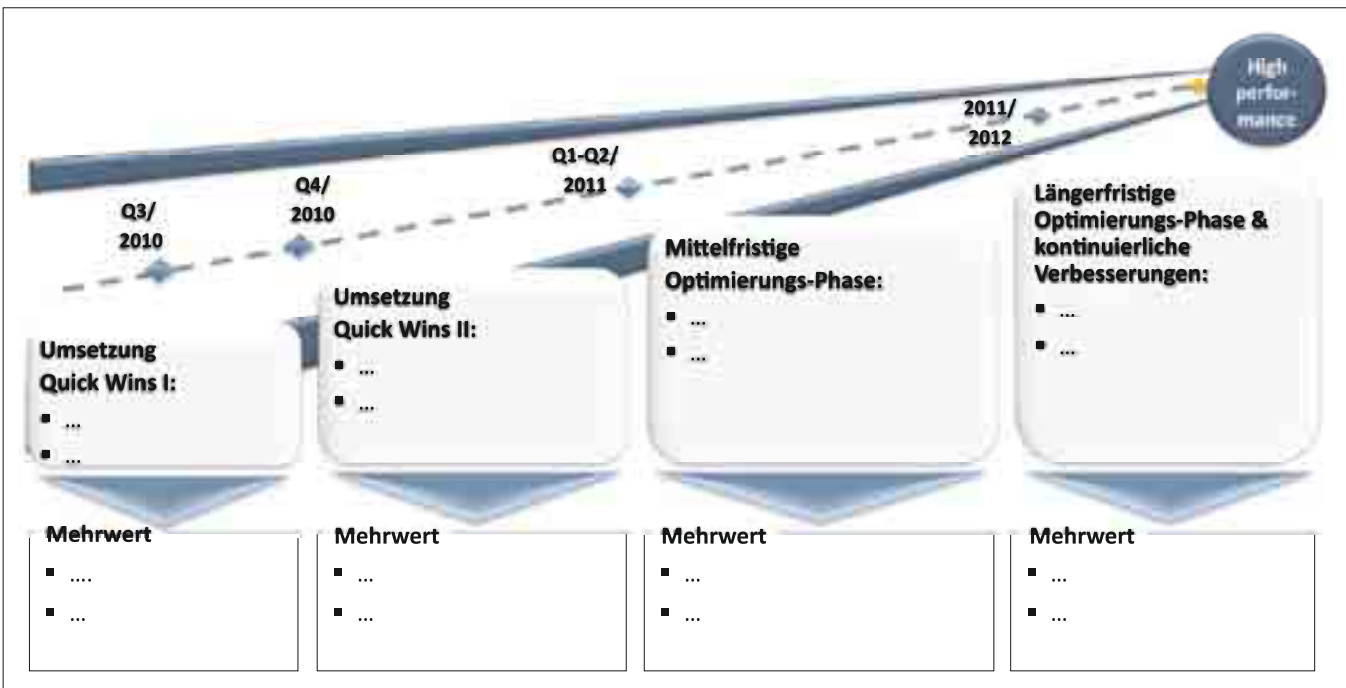 High
perfor-
mance
2011/
2012
Q1-Q2/
2011
Q4/
2010
Q3/
2010
Umsetzung
Quick Wins I:
▪ ...
▪ ...
Umsetzung
Quick Wins II:
▪ ...
▪ ...
Mittelfristige
Optimierungs-Phase:
▪ ...
▪ ...
Längerfristige
Optimierungs-Phase &
kontinuierliche
Verbesserungen:
▪ ...
▪ ...
Mehrwert
▪ ....
▪ ...
Mehrwert
▪ ...
▪ ...
Mehrwert
▪ ...
▪ ...
Mehrwert
▪ ...
▪ ...